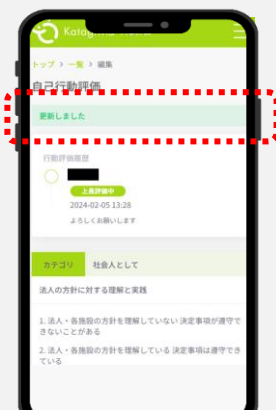 トップ > 一覧 > 編集
自己行動評価
更新しました
行動評価履歴
上長評価中
2024-02-05 13:28
よろしくお願いします
カテゴリ 社会人として
法人の方針に対する理解と実践
1. 法人・各施設の方針を理解していない 決定事項が遵守で
きないことがある
2. 法人・各施設の方針を理解している 決定事項は遵守でき
ている